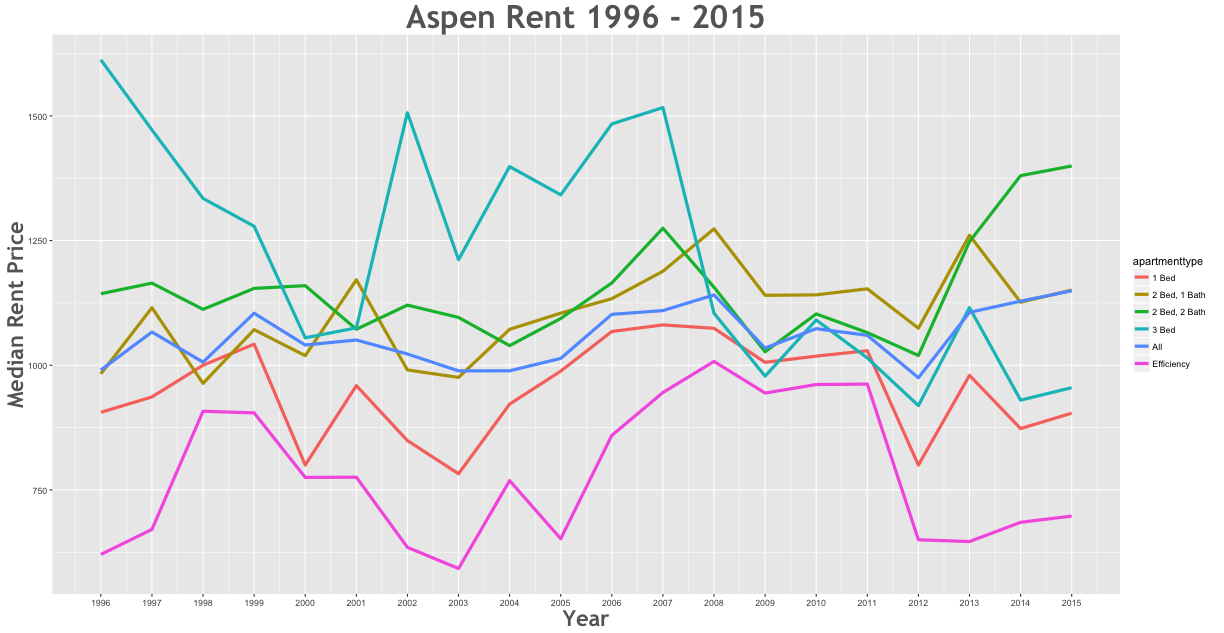 Aspen Rent 1996 - 2015
Median Rent Price
1500
1250
1000
750
1996 1997 1998 1999 2000 2001 2002 2003 2004 2005 2006 2007 2008 2009 2010 2011 2012 2013 2014 2015
Year
apartmenttype
1 Bed
2 Bed, 1 Bath
2 Bed, 2 Bath
3 Bed
All
Efficiency